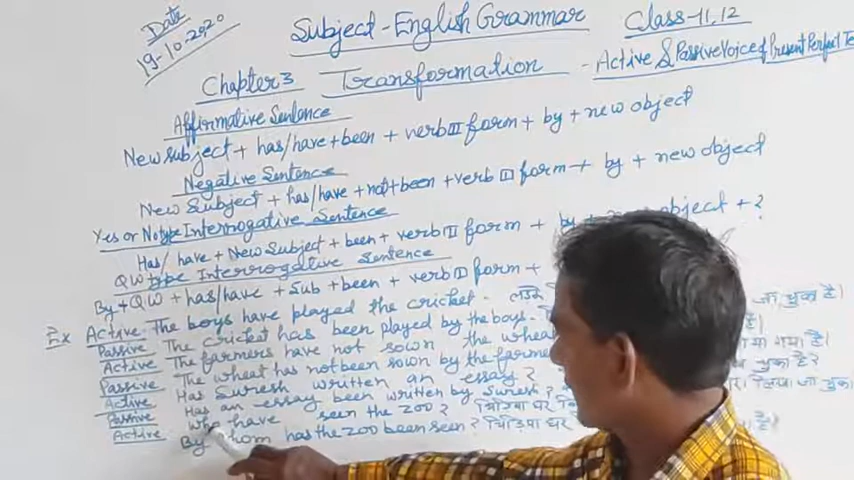 Date
19-10-2020
Subject - English Grammar
Class-11,12
Chapter 3 Transformation - Active & Passive Voice of Present Perfect Te
Affirmative Sentence
New subject + has/have + been + verb III form + by + new object
Negative Sentence
New Subject + has/have + not + been + verb III form + by + new object
Yes or No type Interrogative Sentence
Has/have + New Subject + been + verb III form + by + object + ?
QW type Interrogative Sentence
By + QW + has/have + Sub + been + verb III form +
Ex Active - The boys have played the cricket. जा चुका है।
Passive The cricket has been played by the boys. है।
Active The farmers have not sown the whea गया है।
Passive The wheat has not been sown by the farme चुका है?
Active Has Suresh written an essay? जा चुका
Passive Has an essay been written by Suresh?
Active Who have seen the zoo? चिड़िया घर
By whom has the zoo been seen? चिड़िया घर है?